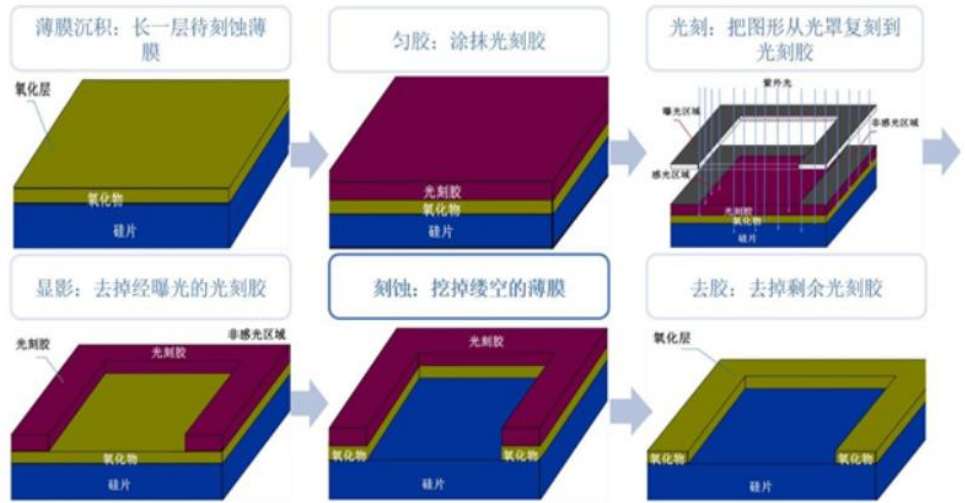 薄膜沉积：长一层待刻蚀薄
膜
匀胶：涂抹光刻胶
光刻：把图形从光罩复刻到
光刻胶
氧化层
氧化物
硅片
光刻胶
氧化物
硅片
紫外光
曝光区域
非感光区域
感光区域
光刻胶
氧化物
硅片
显影：去掉经曝光的光刻胶
刻蚀：挖掉缕空的薄膜
去胶：去掉剩余光刻胶
光刻胶
非感光区域
光刻胶
氧化物
硅片
光刻胶
氧化物
氧化物
硅片
氧化层
氧化物
氧化物
硅片